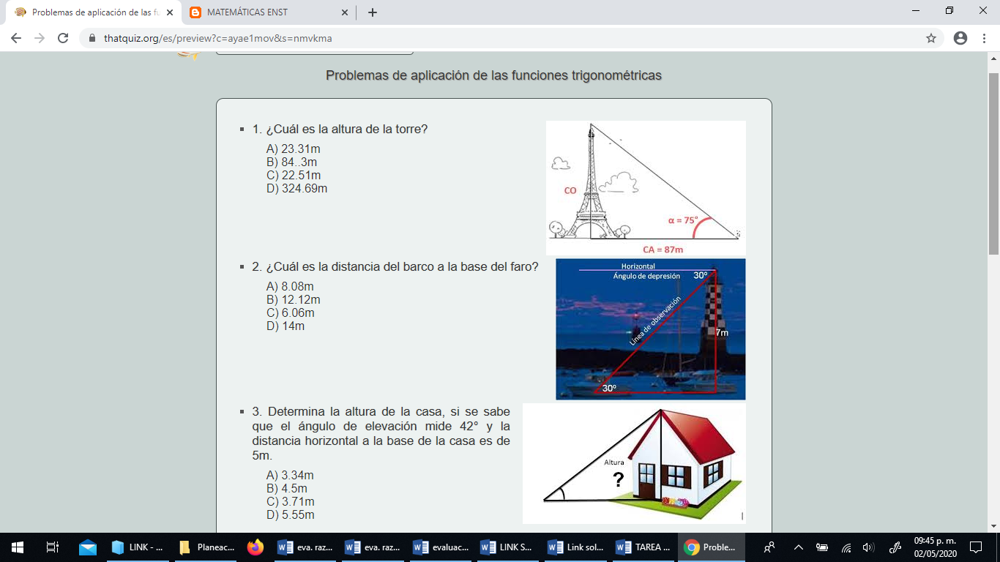 Problemas de aplicación de las fu
MATEMÁTICAS ENST
thatquiz.org/es/preview?c=ayae1mov&s=nmvkma
Problemas de aplicación de las funciones trigonométricas
1. ¿Cuál es la altura de la torre?
A) 23.31m
B) 84..3m
C) 22.51m
D) 324.69m
CO
α = 75°
CA = 87m
2. ¿Cuál es la distancia del barco a la base del faro?
A) 8.08m
B) 12.12m
C) 6.06m
D) 14m
Horizontal
Ángulo de depresión
30º
Línea de observación
7m
30º
3. Determina la altura de la casa, si se sabe
que el ángulo de elevación mide 42° y la
distancia horizontal a la base de la casa es de
5m.
A) 3.34m
B) 4.5m
C) 3.71m
D) 5.55m
Altura
?
LINK - ...
Planeac...
eva. raz...
eva. raz...
evaluac...
LINK S...
Link sol...
TAREA ...
Proble...
09:45 p. m.
02/05/2020